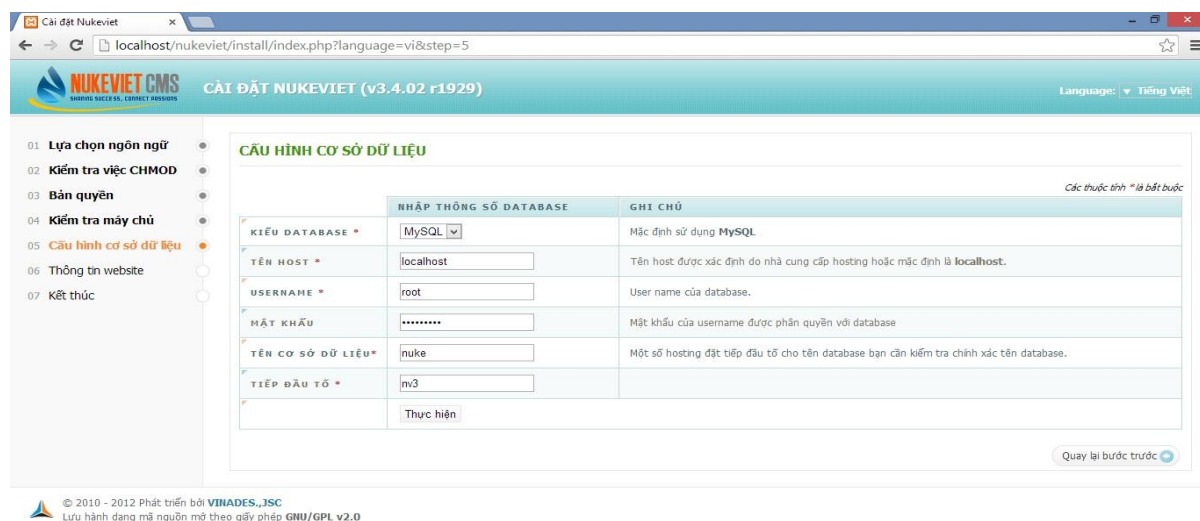 Cài đặt Nukeviet
localhost/nukeviet/install/index.php?language=vi&step=5
NUKEVIET CMS
SHARING SUCCESS, CONNECT PASSIONS
CÀI ĐẶT NUKEVIET (v3.4.02 r1929)
Language: Tiếng Việt
01 Lựa chọn ngôn ngữ
02 Kiểm tra việc CHMOD
03 Bản quyền
04 Kiểm tra máy chủ
05 Cấu hình cơ sở dữ liệu
06 Thông tin website
07 Kết thúc
CẤU HÌNH CƠ SỞ DỮ LIỆU
Các thuộc tính * là bắt buộc
NHẬP THÔNG SỐ DATABASE GHI CHÚ
KIỂU DATABASE * MySQL Mặc định sử dụng MySQL
TÊN HOST * localhost Tên host được xác định do nhà cung cấp hosting hoặc mặc định là localhost.
USERNAME * root User name của database.
MẬT KHẨU ••••••••• Mật khẩu của username được phân quyền với database
TÊN CƠ SỞ DỮ LIỆU* nuke Một số hosting đặt tiếp đầu tố cho tên database bạn cần kiểm tra chính xác tên database.
TIẾP ĐẦU TỐ * nv3
Thực hiện
Quay lại bước trước
© 2010 - 2012 Phát triển bởi VINADES.,JSC
Lưu hành dạng mã nguồn mở theo giấy phép GNU/GPL v2.0